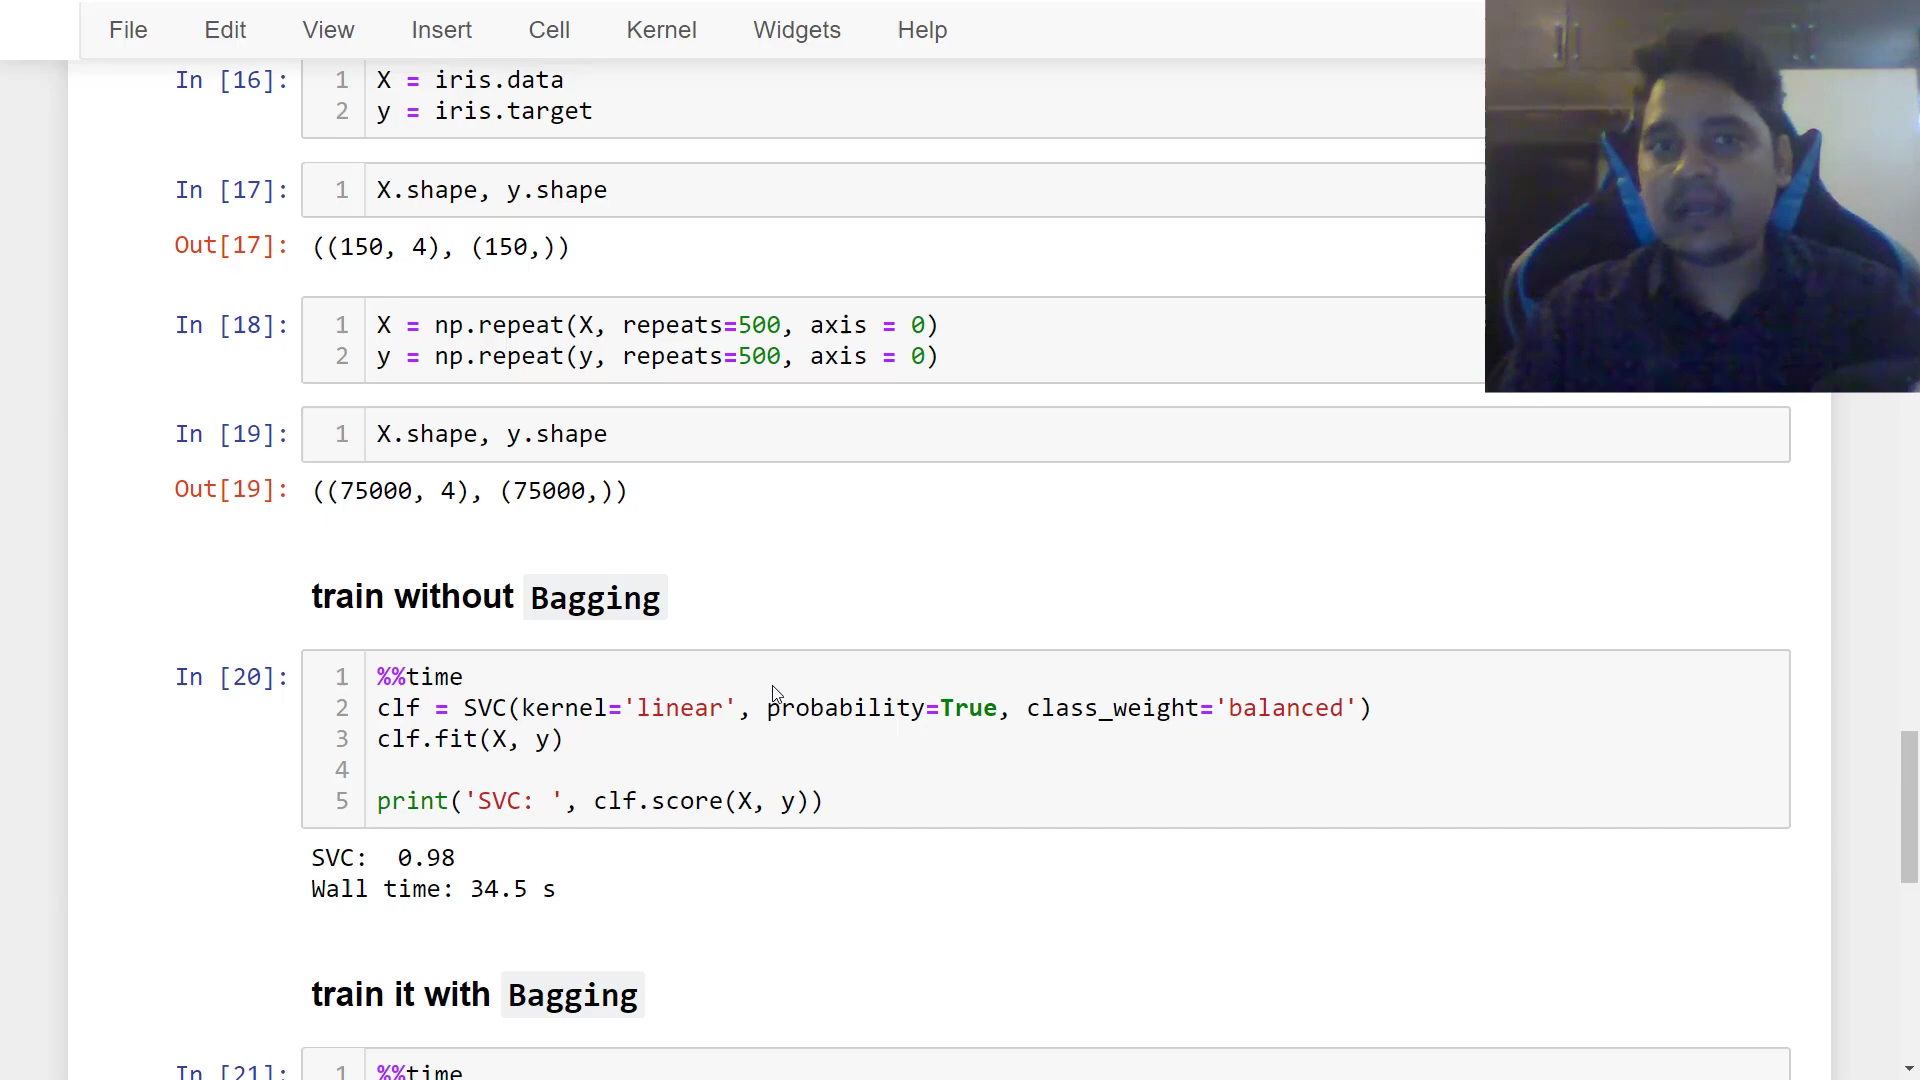 File Edit View Insert Cell Kernel Widgets Help
In [16]:
1 X = iris.data
2 y = iris.target
In [17]:
1 X.shape, y.shape
Out[17]: ((150, 4), (150,))
In [18]:
1 X = np.repeat(X, repeats=500, axis = 0)
2 y = np.repeat(y, repeats=500, axis = 0)
In [19]:
1 X.shape, y.shape
Out[19]: ((75000, 4), (75000,))
train without Bagging
In [20]:
1 %%time
2 clf = SVC(kernel='linear', probability=True, class_weight='balanced')
3 clf.fit(X, y)
4
5 print('SVC: ', clf.score(X, y))
SVC:  0.98
Wall time: 34.5 s
train it with Bagging
In [21]:
1 %%time